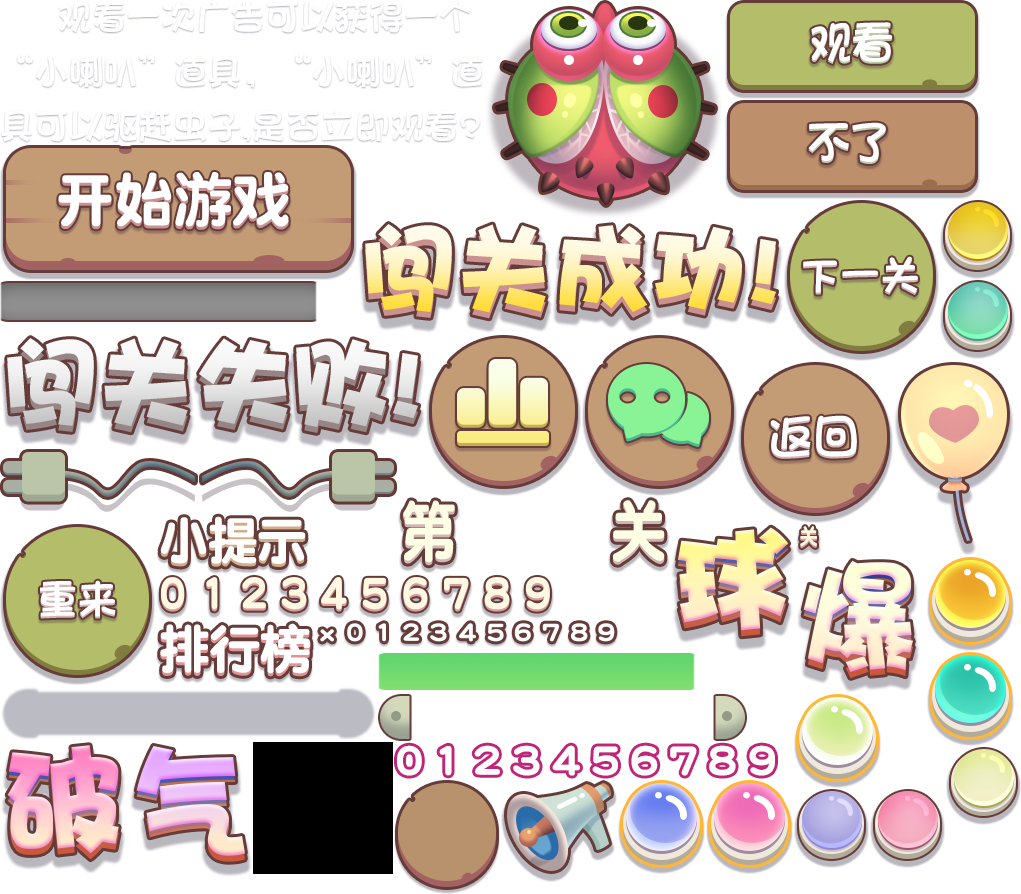 观看一次广告可以获得一个
“小喇叭”道具，“小喇叭”道
具可以驱赶虫子,是否立即观看?
观看
不了
开始游戏
闯关成功!
下一关
闯关失败!
返回
第 关
小提示
关
重来
0123456789
排行榜
×0123456789
球
爆
破
气
0123456789